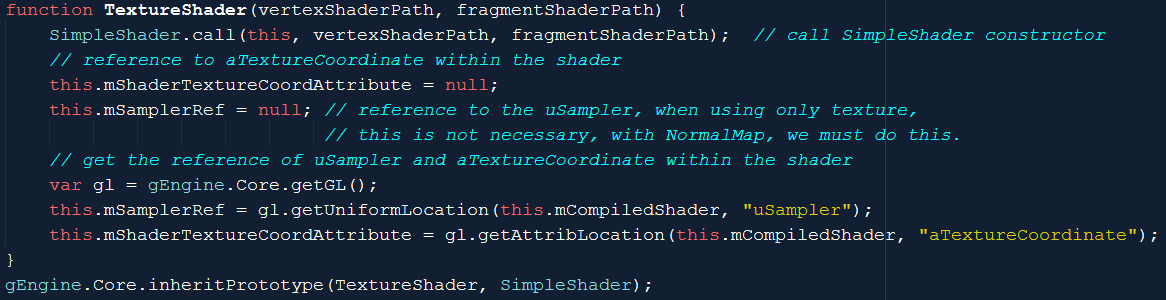 function TextureShader(vertexShaderPath, fragmentShaderPath) {
    SimpleShader.call(this, vertexShaderPath, fragmentShaderPath);  // call SimpleShader constructor
    // reference to aTextureCoordinate within the shader
    this.mShaderTextureCoordAttribute = null;
    this.mSamplerRef = null; // reference to the uSampler, when using only texture,
                             // this is not necessary, with NormalMap, we must do this.
    // get the reference of uSampler and aTextureCoordinate within the shader
    var gl = gEngine.Core.getGL();
    this.mSamplerRef = gl.getUniformLocation(this.mCompiledShader, "uSampler");
    this.mShaderTextureCoordAttribute = gl.getAttribLocation(this.mCompiledShader, "aTextureCoordinate");
}
gEngine.Core.inheritPrototype(TextureShader, SimpleShader);